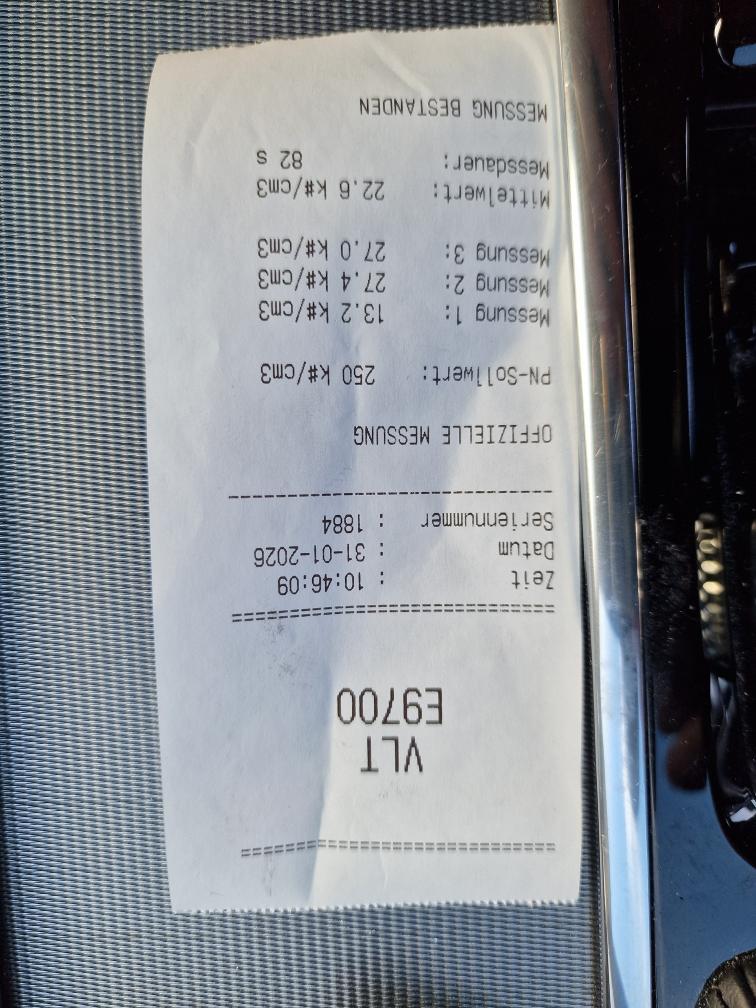 VLT
E9700
Zeit : 10:46:09
Datum : 31-01-2026
Seriennummer : 1884
OFFIZIELLE MESSUNG
PN-Sollwert: 250 k#/cm3
Messung 1: 13.2 k#/cm3
Messung 2: 27.4 k#/cm3
Messung 3: 27.0 k#/cm3
Mittelwert: 22.6 k#/cm3
Messdauer: 82 s
MESSUNG BESTANDEN